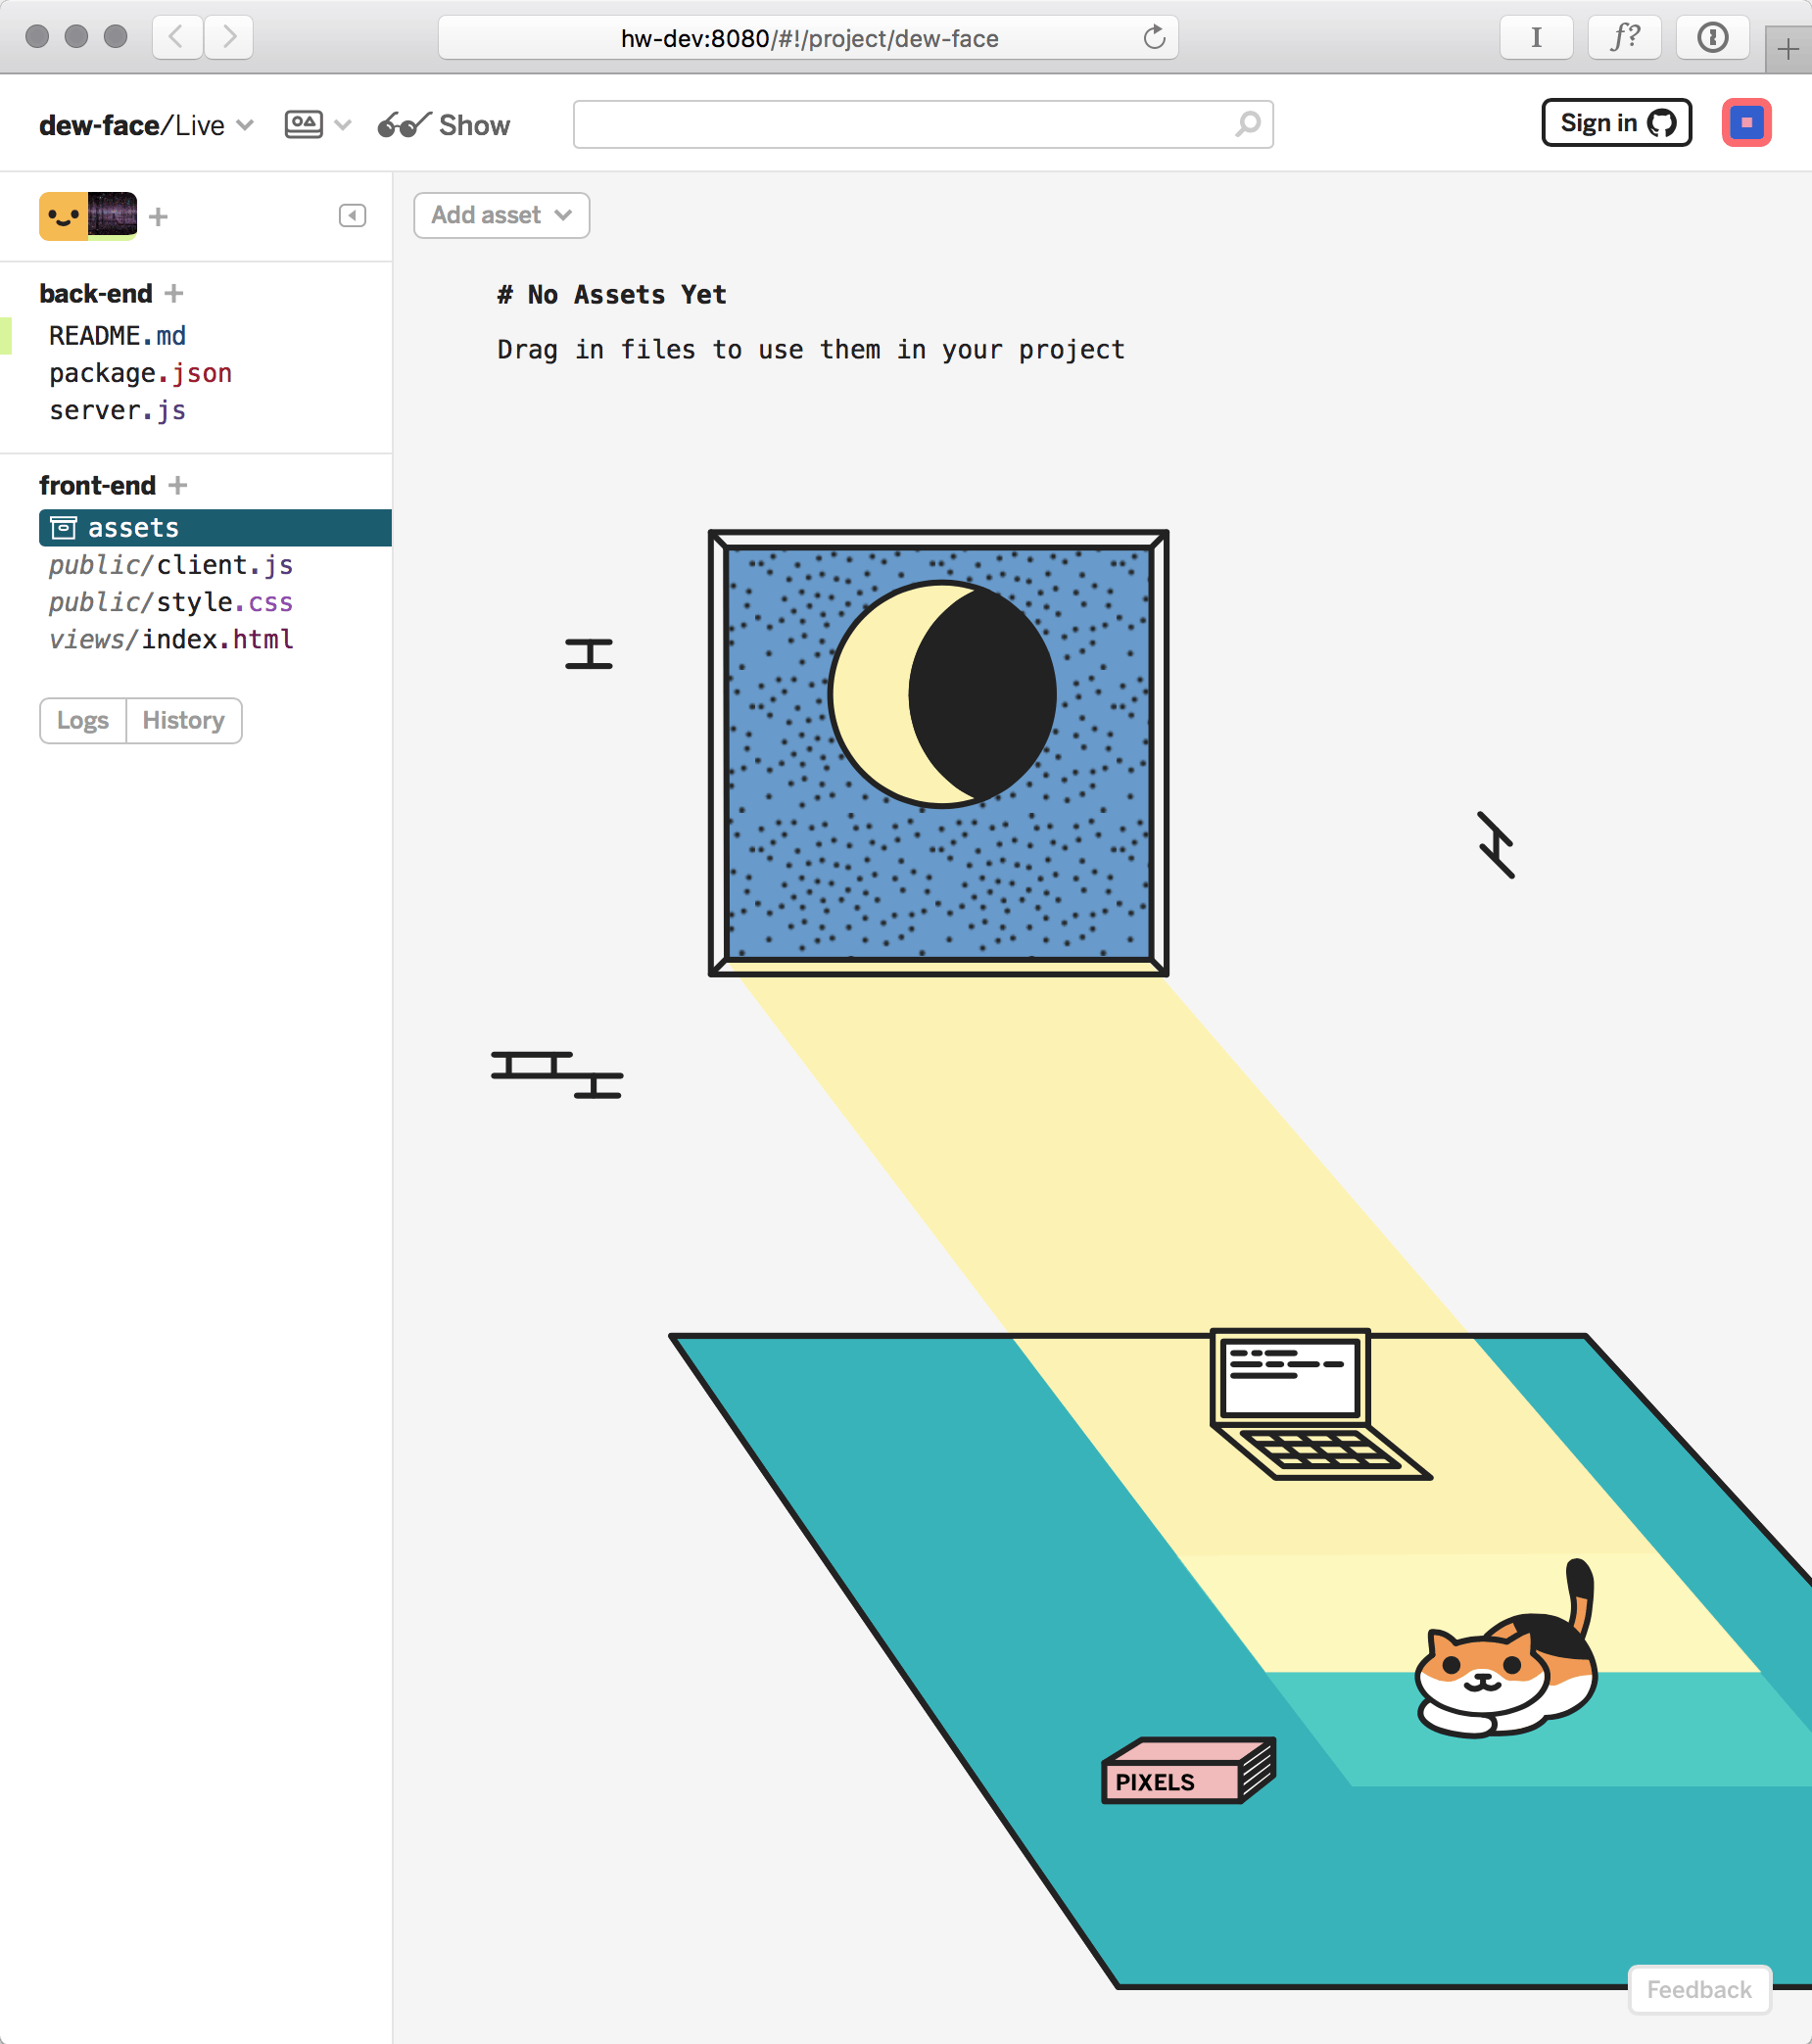 hw-dev:8080/#!/project/dew-face
I
f?
dew-face/Live
Show
Sign in
Add asset
back-end
README.md
package.json
server.js
front-end
assets
public/client.js
public/style.css
views/index.html
Logs
History
# No Assets Yet
Drag in files to use them in your project
PIXELS
Feedback